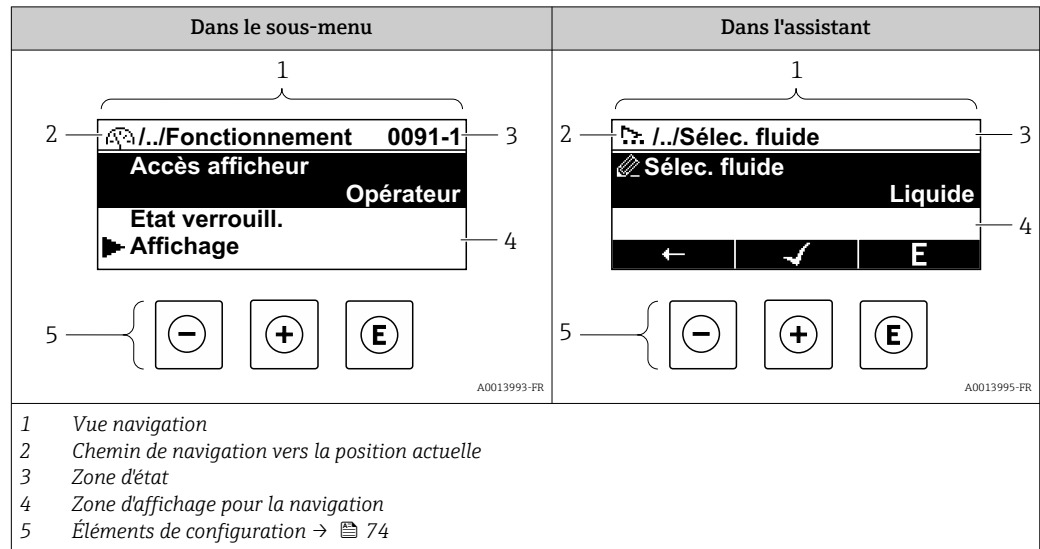 Dans le sous-menu
Dans l'assistant
1
1
2
/../Fonctionnement 0091-1
3
Accès afficheur
Opérateur
Etat verrouill.
Affichage
4
2
/../Sélec. fluide
3
Sélec. fluide
Liquide
4
← ✓ E
5
− + E
5
− + E
A0013993-FR
A0013995-FR
1 Vue navigation
2 Chemin de navigation vers la position actuelle
3 Zone d'état
4 Zone d'affichage pour la navigation
5 Éléments de configuration → 74